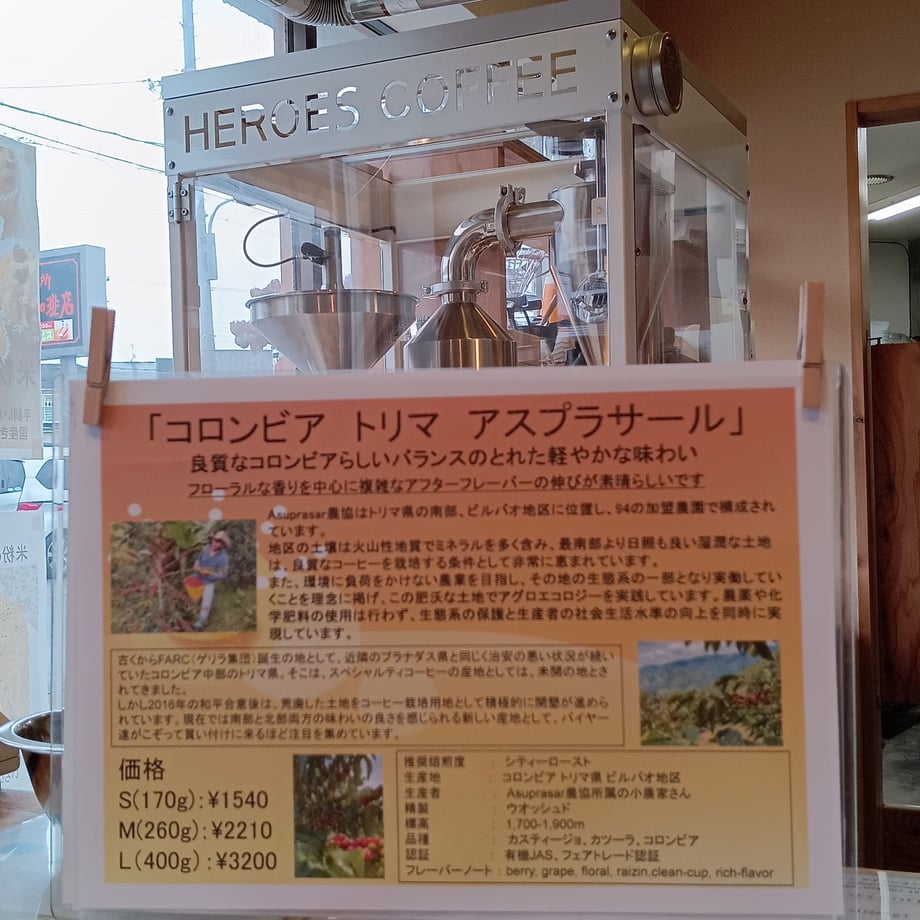 HEROES COFFEE
「コロンビア トリマ アスプラサール」
良質なコロンビアらしいバランスのとれた軽やかな味わい
フローラルな香りを中心に複雑なアフターフレーバーの伸びが素晴らしいです
Asuprasar農協はトリマ県の南部、ビルバオ地区に位置し、94の加盟農園で構成され
ています。
地区の土壌は火山性地質でミネラルを多く含み、最南部より日照も良い湿潤な土地
は、良質なコーヒーを栽培する条件として非常に恵まれています。
また、環境に負荷をかけない農業を目指し、その地の生態系の一部となり実働してい
くことを理念に掲げ、この肥沃な土地でアグロエコロジーを実践しています。農薬や化
学肥料の使用は行わず、生態系の保護と生産者の社会生活水準の向上を同時に実
現しています。
古くからFARC(ゲリラ集団)誕生の地として、近隣のプラナダス県と同じく治安の悪い状況が続い
ていたコロンビア中部のトリマ県。そこは、スペシャルティコーヒーの産地としては、未開の地とさ
れてきました。
しかし2016年の和平合意後は、荒廃した土地をコーヒー栽培用地として積極的に開墾が進めら
れています。現在では南部と北部両方の味わいの良さを感じられる新しい産地として、バイヤー
達がこぞって買い付けに来るほど注目を集めています。
価格
S(170g):¥1540
M(260g):¥2210
L(400g):¥3200
推奨焙煎度 : シティーロースト
生産地 : コロンビア トリマ県 ビルバオ地区
生産者 : Asuprasar農協所属の小農家さん
精製 : ウオッシュド
標高 : 1,700-1,900m
品種 : カスティージョ、カツーラ、コロンビア
認証 : 有機JAS、フェアトレード認証
フレーバーノート : berry, grape, floral, raizin,clean-cup, rich-flavor